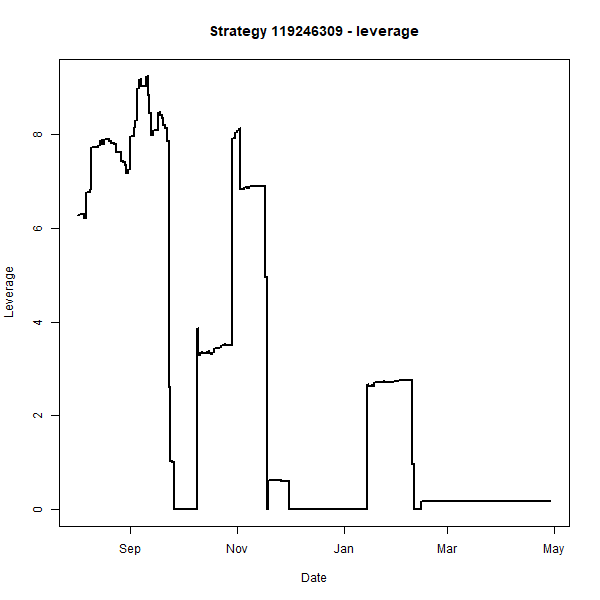 Strategy 119246309 - leverage
Leverage
8
6
4
2
0
Sep
Nov
Jan
Mar
May
Date